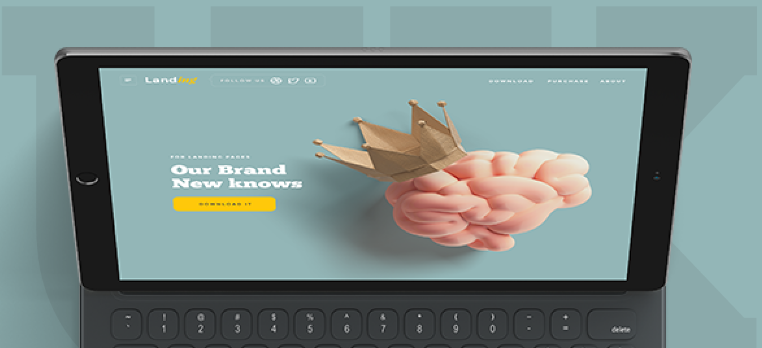 Landing
FOLLOW US
DOWNLOAD PURCHASE ABOUT
FOR LANDING PAGES
Our Brand
New knows
DOWNLOAD IT
~ ! @ # $ % ^ & * ( ) - +
` 1 2 3 4 5 6 7 8 9 0 - = delete